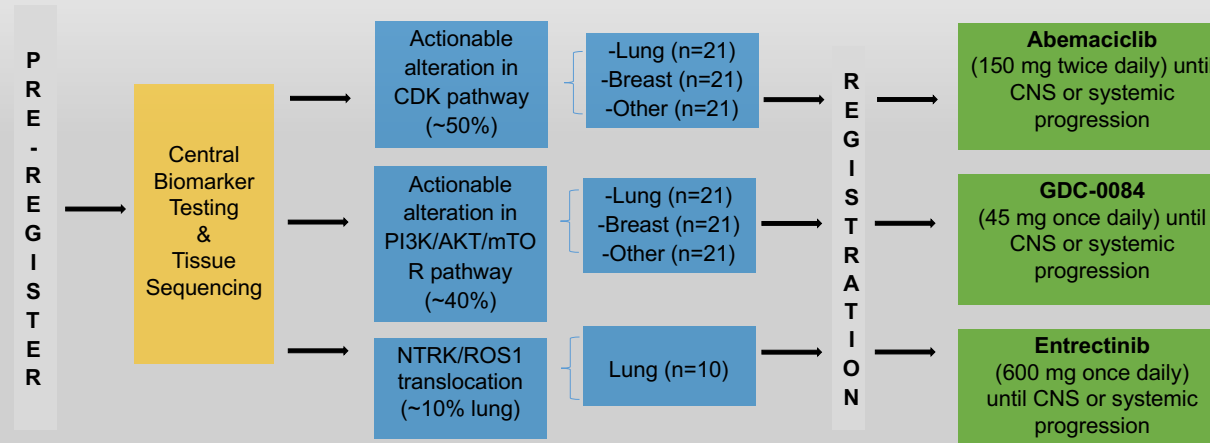 PRE-REGISTER
Central
Biomarker
Testing
&
Tissue
Sequencing
Actionable
alteration in
CDK pathway
(~50%)
-Lung (n=21)
-Breast (n=21)
-Other (n=21)
Actionable
alteration in
PI3K/AKT/mTO
R pathway
(~40%)
-Lung (n=21)
-Breast (n=21)
-Other (n=21)
NTRK/ROS1
translocation
(~10% lung)
Lung (n=10)
REGISTRATION
Abemaciclib
(150 mg twice daily) until
CNS or systemic
progression
GDC-0084
(45 mg once daily) until
CNS or systemic
progression
Entrectinib
(600 mg once daily)
until CNS or systemic
progression